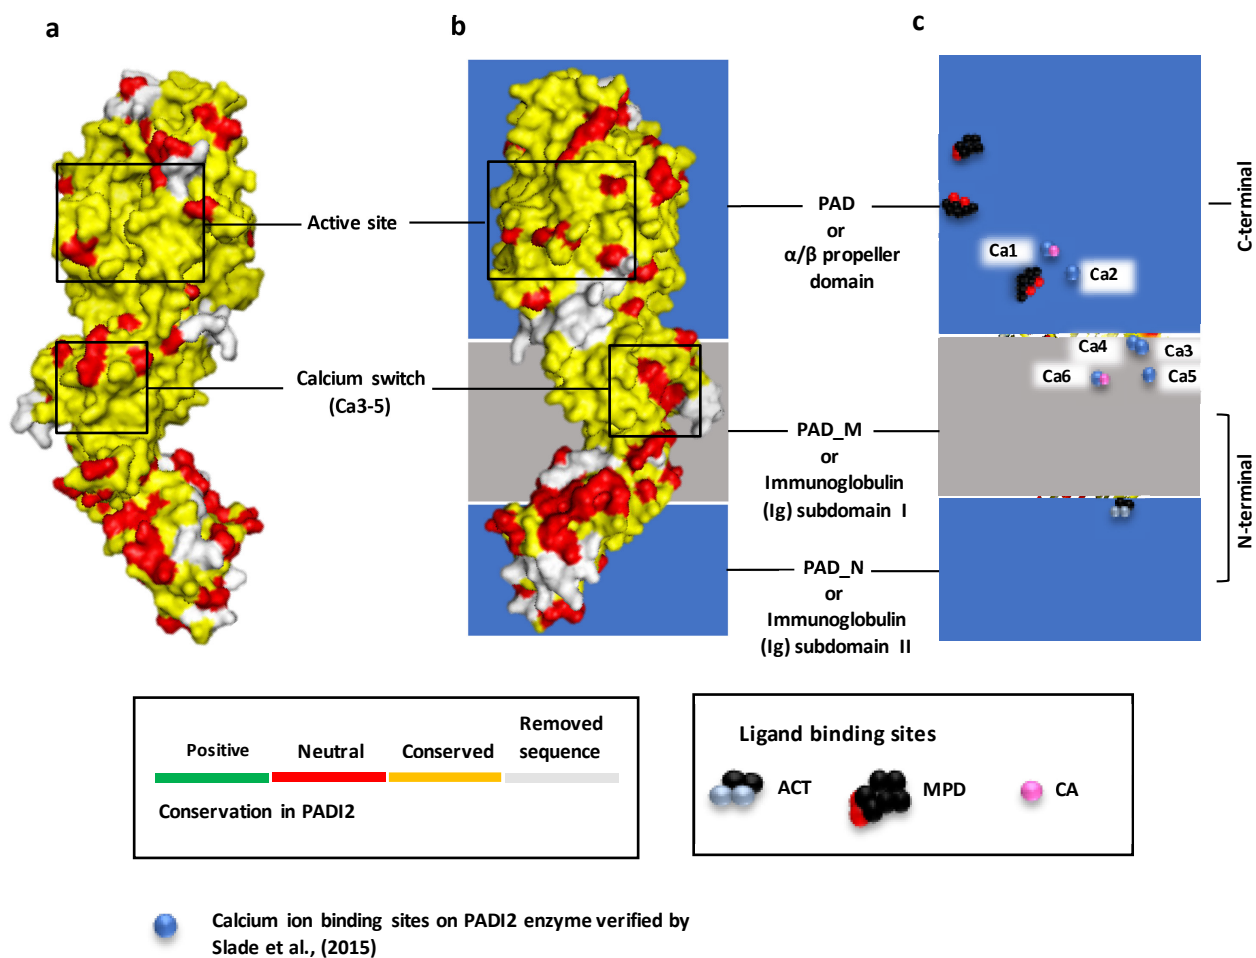 a
b
c
Active site
Calcium switch
(Ca3-5)
PAD
or
α/β propeller
domain
PAD_M
or
Immunoglobulin
(Ig) subdomain I
PAD_N
or
Immunoglobulin
(Ig) subdomain II
Ca1
Ca2
Ca4
Ca3
Ca6
Ca5
C-terminal
N-terminal
Positive
Neutral
Conserved
Removed
sequence
Conservation in PADI2
Ligand binding sites
ACT
MPD
CA
Calcium ion binding sites on PADI2 enzyme verified by
Slade et al., (2015)